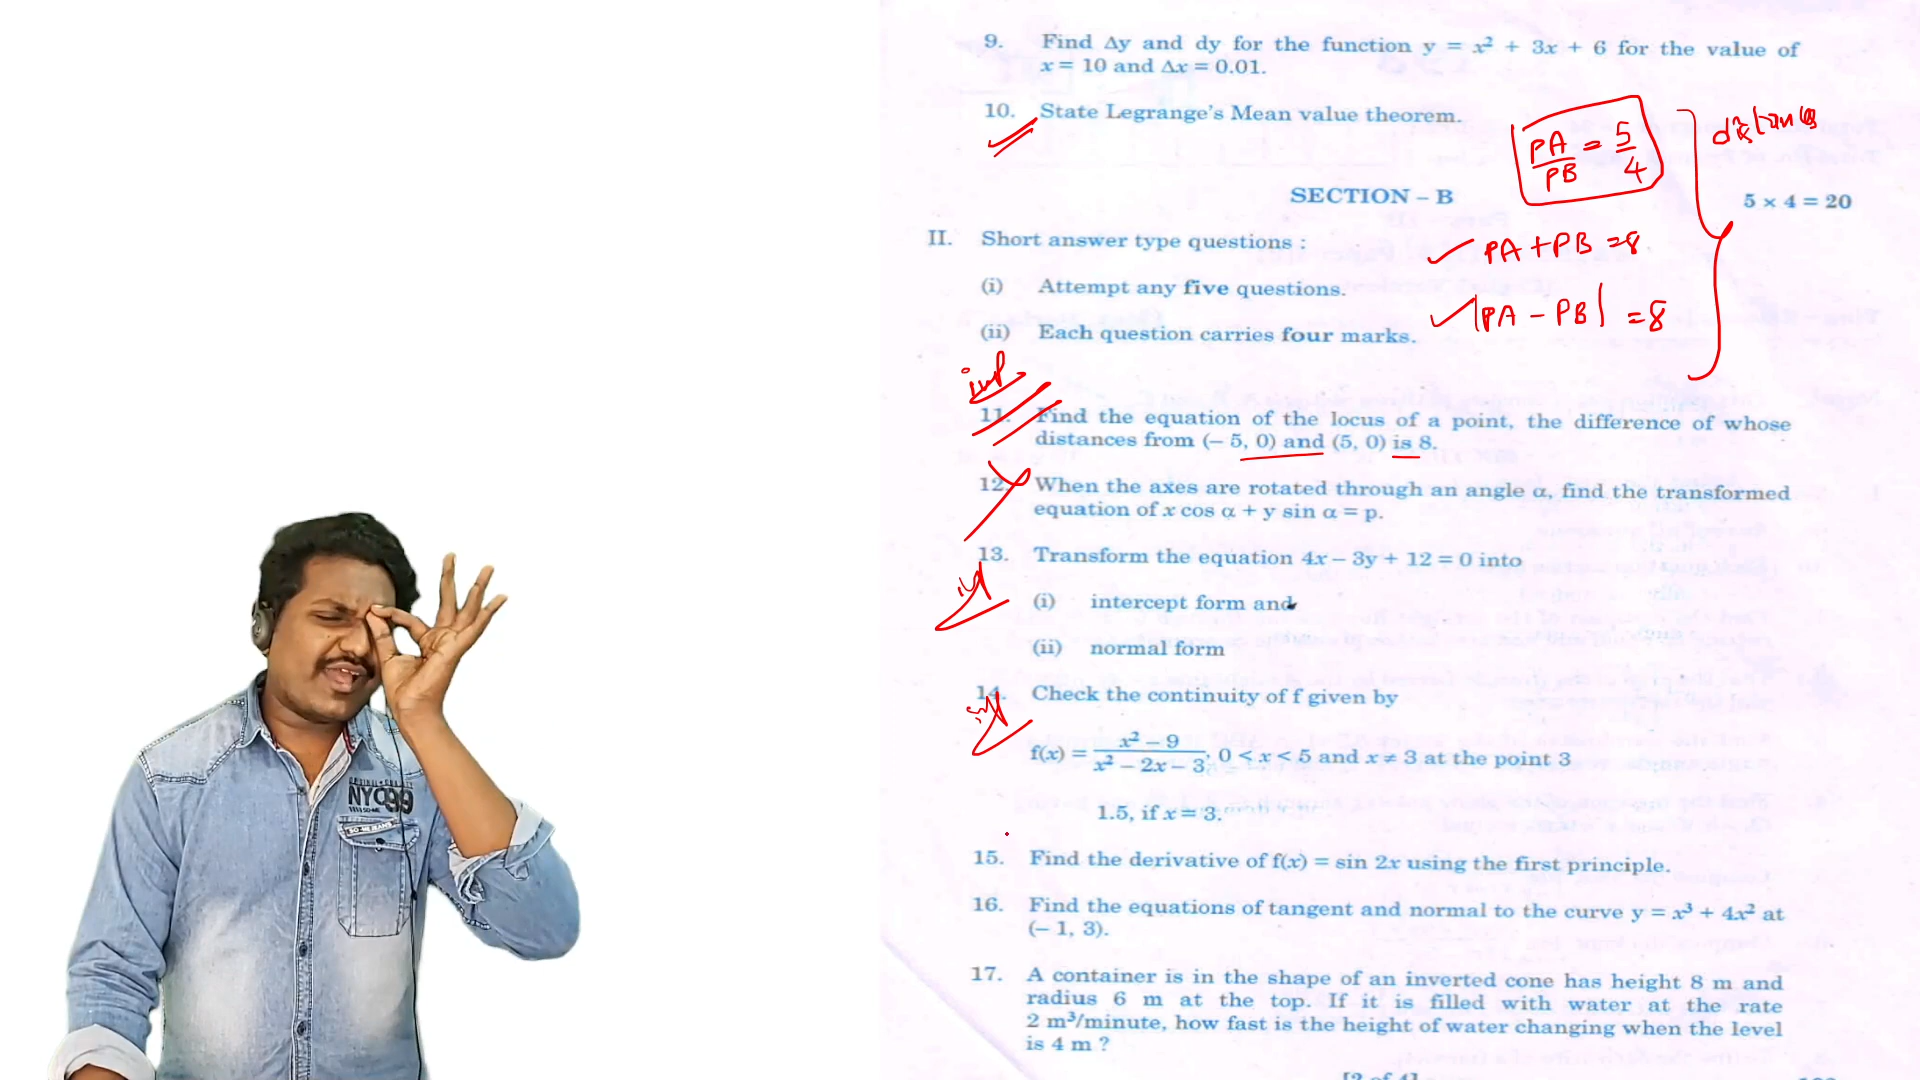 9. Find Δy and dy for the function y = x² + 3x + 6 for the value of
x = 10 and Δx = 0.01.
10. State Legrange's Mean value theorem.
PA/PB = 5/4
SECTION – B
5 × 4 = 20
II. Short answer type questions :
PA + PB = 8
(i) Attempt any five questions.
|PA – PB| = 8
(ii) Each question carries four marks.
imp
11. Find the equation of the locus of a point, the difference of whose
distances from (– 5, 0) and (5, 0) is 8.
12. When the axes are rotated through an angle α, find the transformed
equation of x cos α + y sin α = p.
13. Transform the equation 4x – 3y + 12 = 0 into
(i) intercept form and
(ii) normal form
14. Check the continuity of f given by
f(x) = x² – 9 / x² – 2x – 3, 0 < x < 5 and x ≠ 3 at the point 3
1.5, if x = 3.
15. Find the derivative of f(x) = sin 2x using the first principle.
16. Find the equations of tangent and normal to the curve y = x³ + 4x² at
(– 1, 3).
17. A container is in the shape of an inverted cone has height 8 m and
radius 6 m at the top. If it is filled with water at the rate
2 m³/minute, how fast is the height of water changing when the level
is 4 m ?
[2 of 4]
NYC99